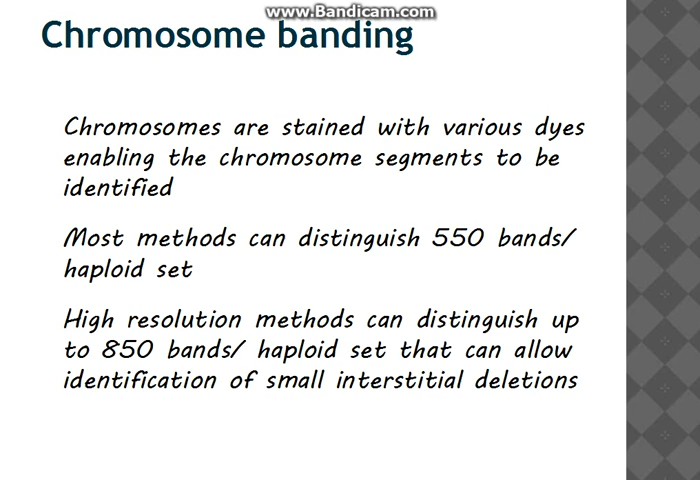 www.Bandicam.com
Chromosome banding
Chromosomes are stained with various dyes
enabling the chromosome segments to be
identified
Most methods can distinguish 550 bands/
haploid set
High resolution methods can distinguish up
to 850 bands/ haploid set that can allow
identification of small interstitial deletions